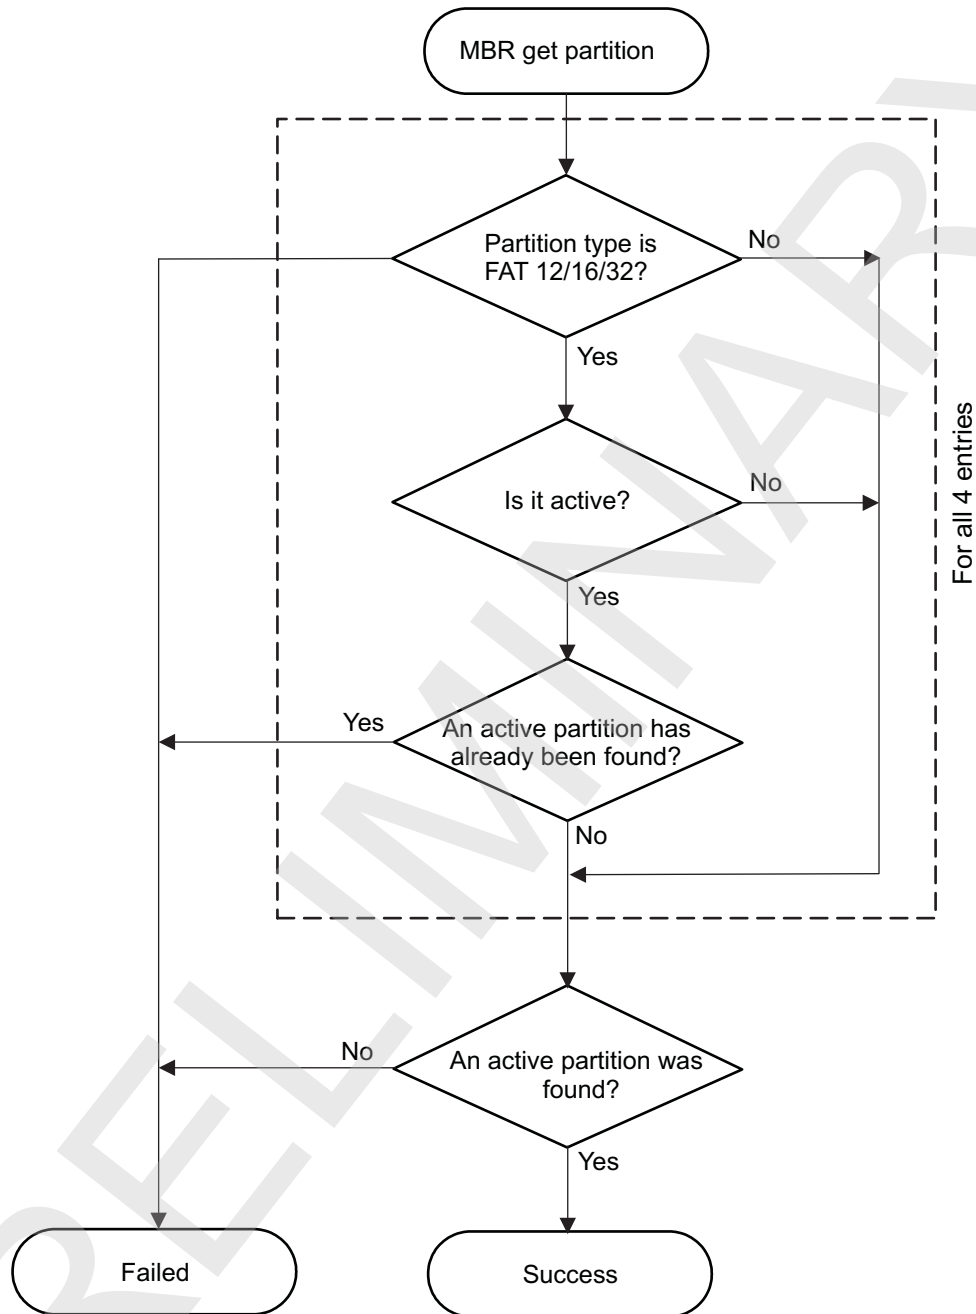 MBR get partition
Partition type is
FAT 12/16/32?
No
Yes
Is it active?
No
Yes
For all 4 entries
An active partition has
already been found?
Yes
No
An active partition was
found?
No
Yes
Failed
Success
RELIMINARY